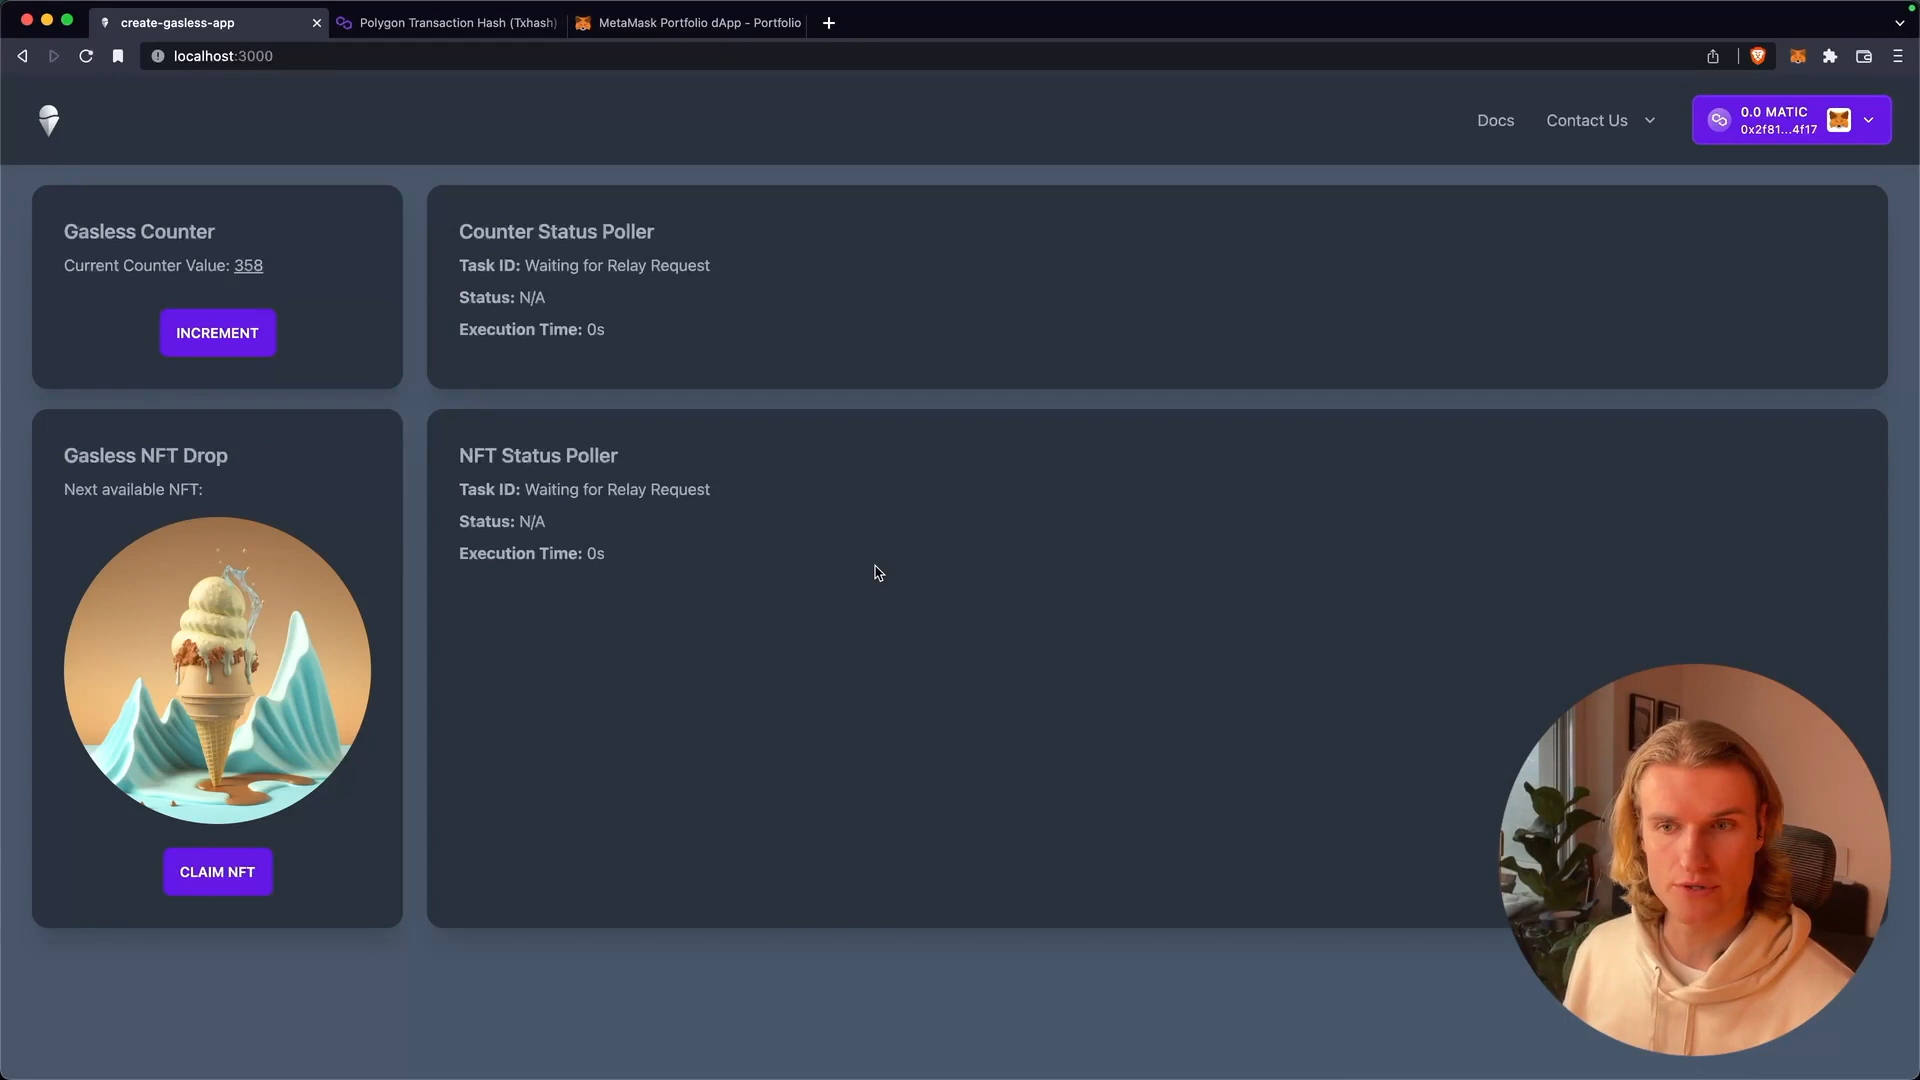 create-gasless-app
Polygon Transaction Hash (Txhash)
MetaMask Portfolio dApp - Portfolio
localhost:3000
Docs
Contact Us
0.0 MATIC
0x2f81...4f17
Gasless Counter
Current Counter Value: 358
INCREMENT
Counter Status Poller
Task ID: Waiting for Relay Request
Status: N/A
Execution Time: 0s
Gasless NFT Drop
Next available NFT:
CLAIM NFT
NFT Status Poller
Task ID: Waiting for Relay Request
Status: N/A
Execution Time: 0s